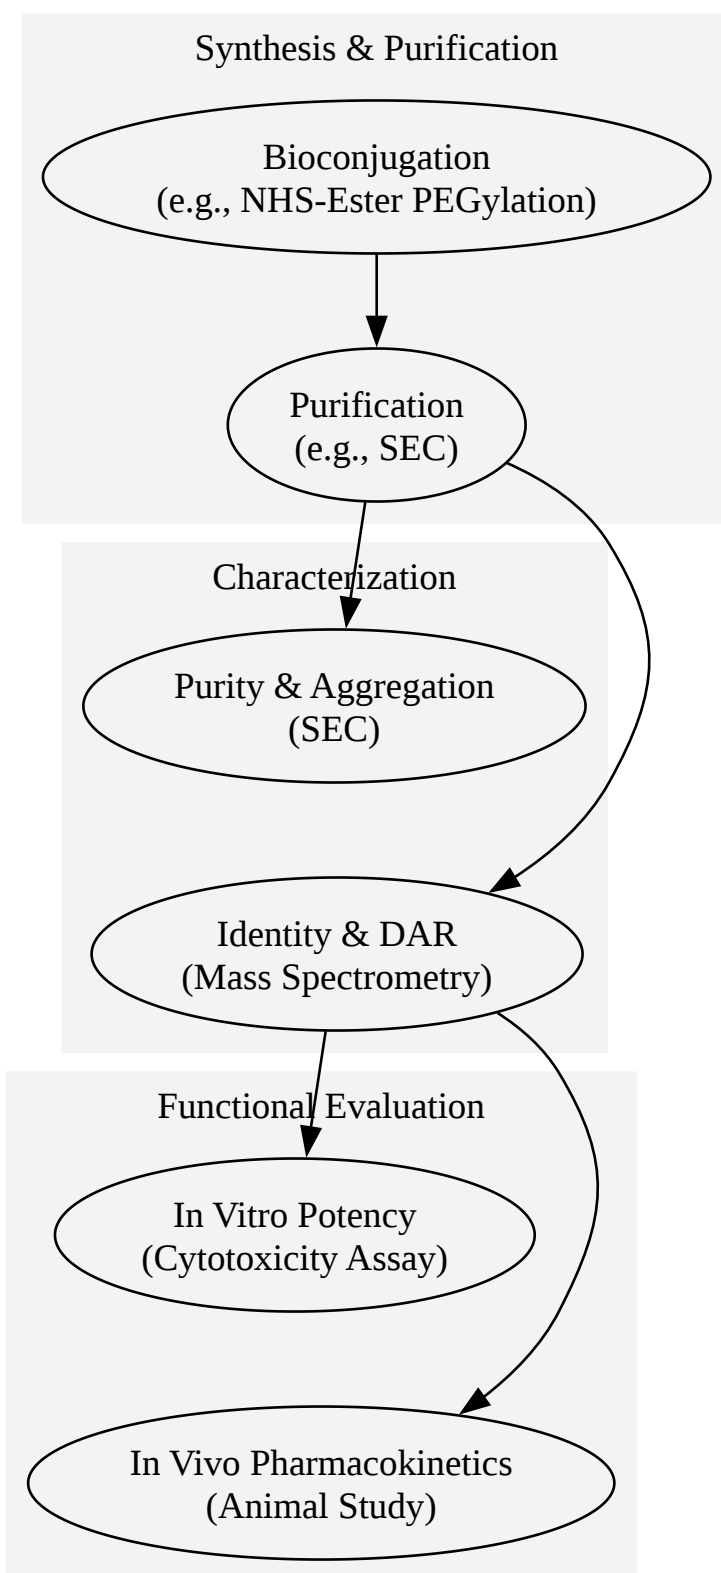 Synthesis & Purification
Bioconjugation
(e.g., NHS-Ester PEGylation)
Purification
(e.g., SEC)
Characterization
Purity & Aggregation
(SEC)
Identity & DAR
(Mass Spectrometry)
Functional Evaluation
In Vitro Potency
(Cytotoxicity Assay)
In Vivo Pharmacokinetics
(Animal Study)